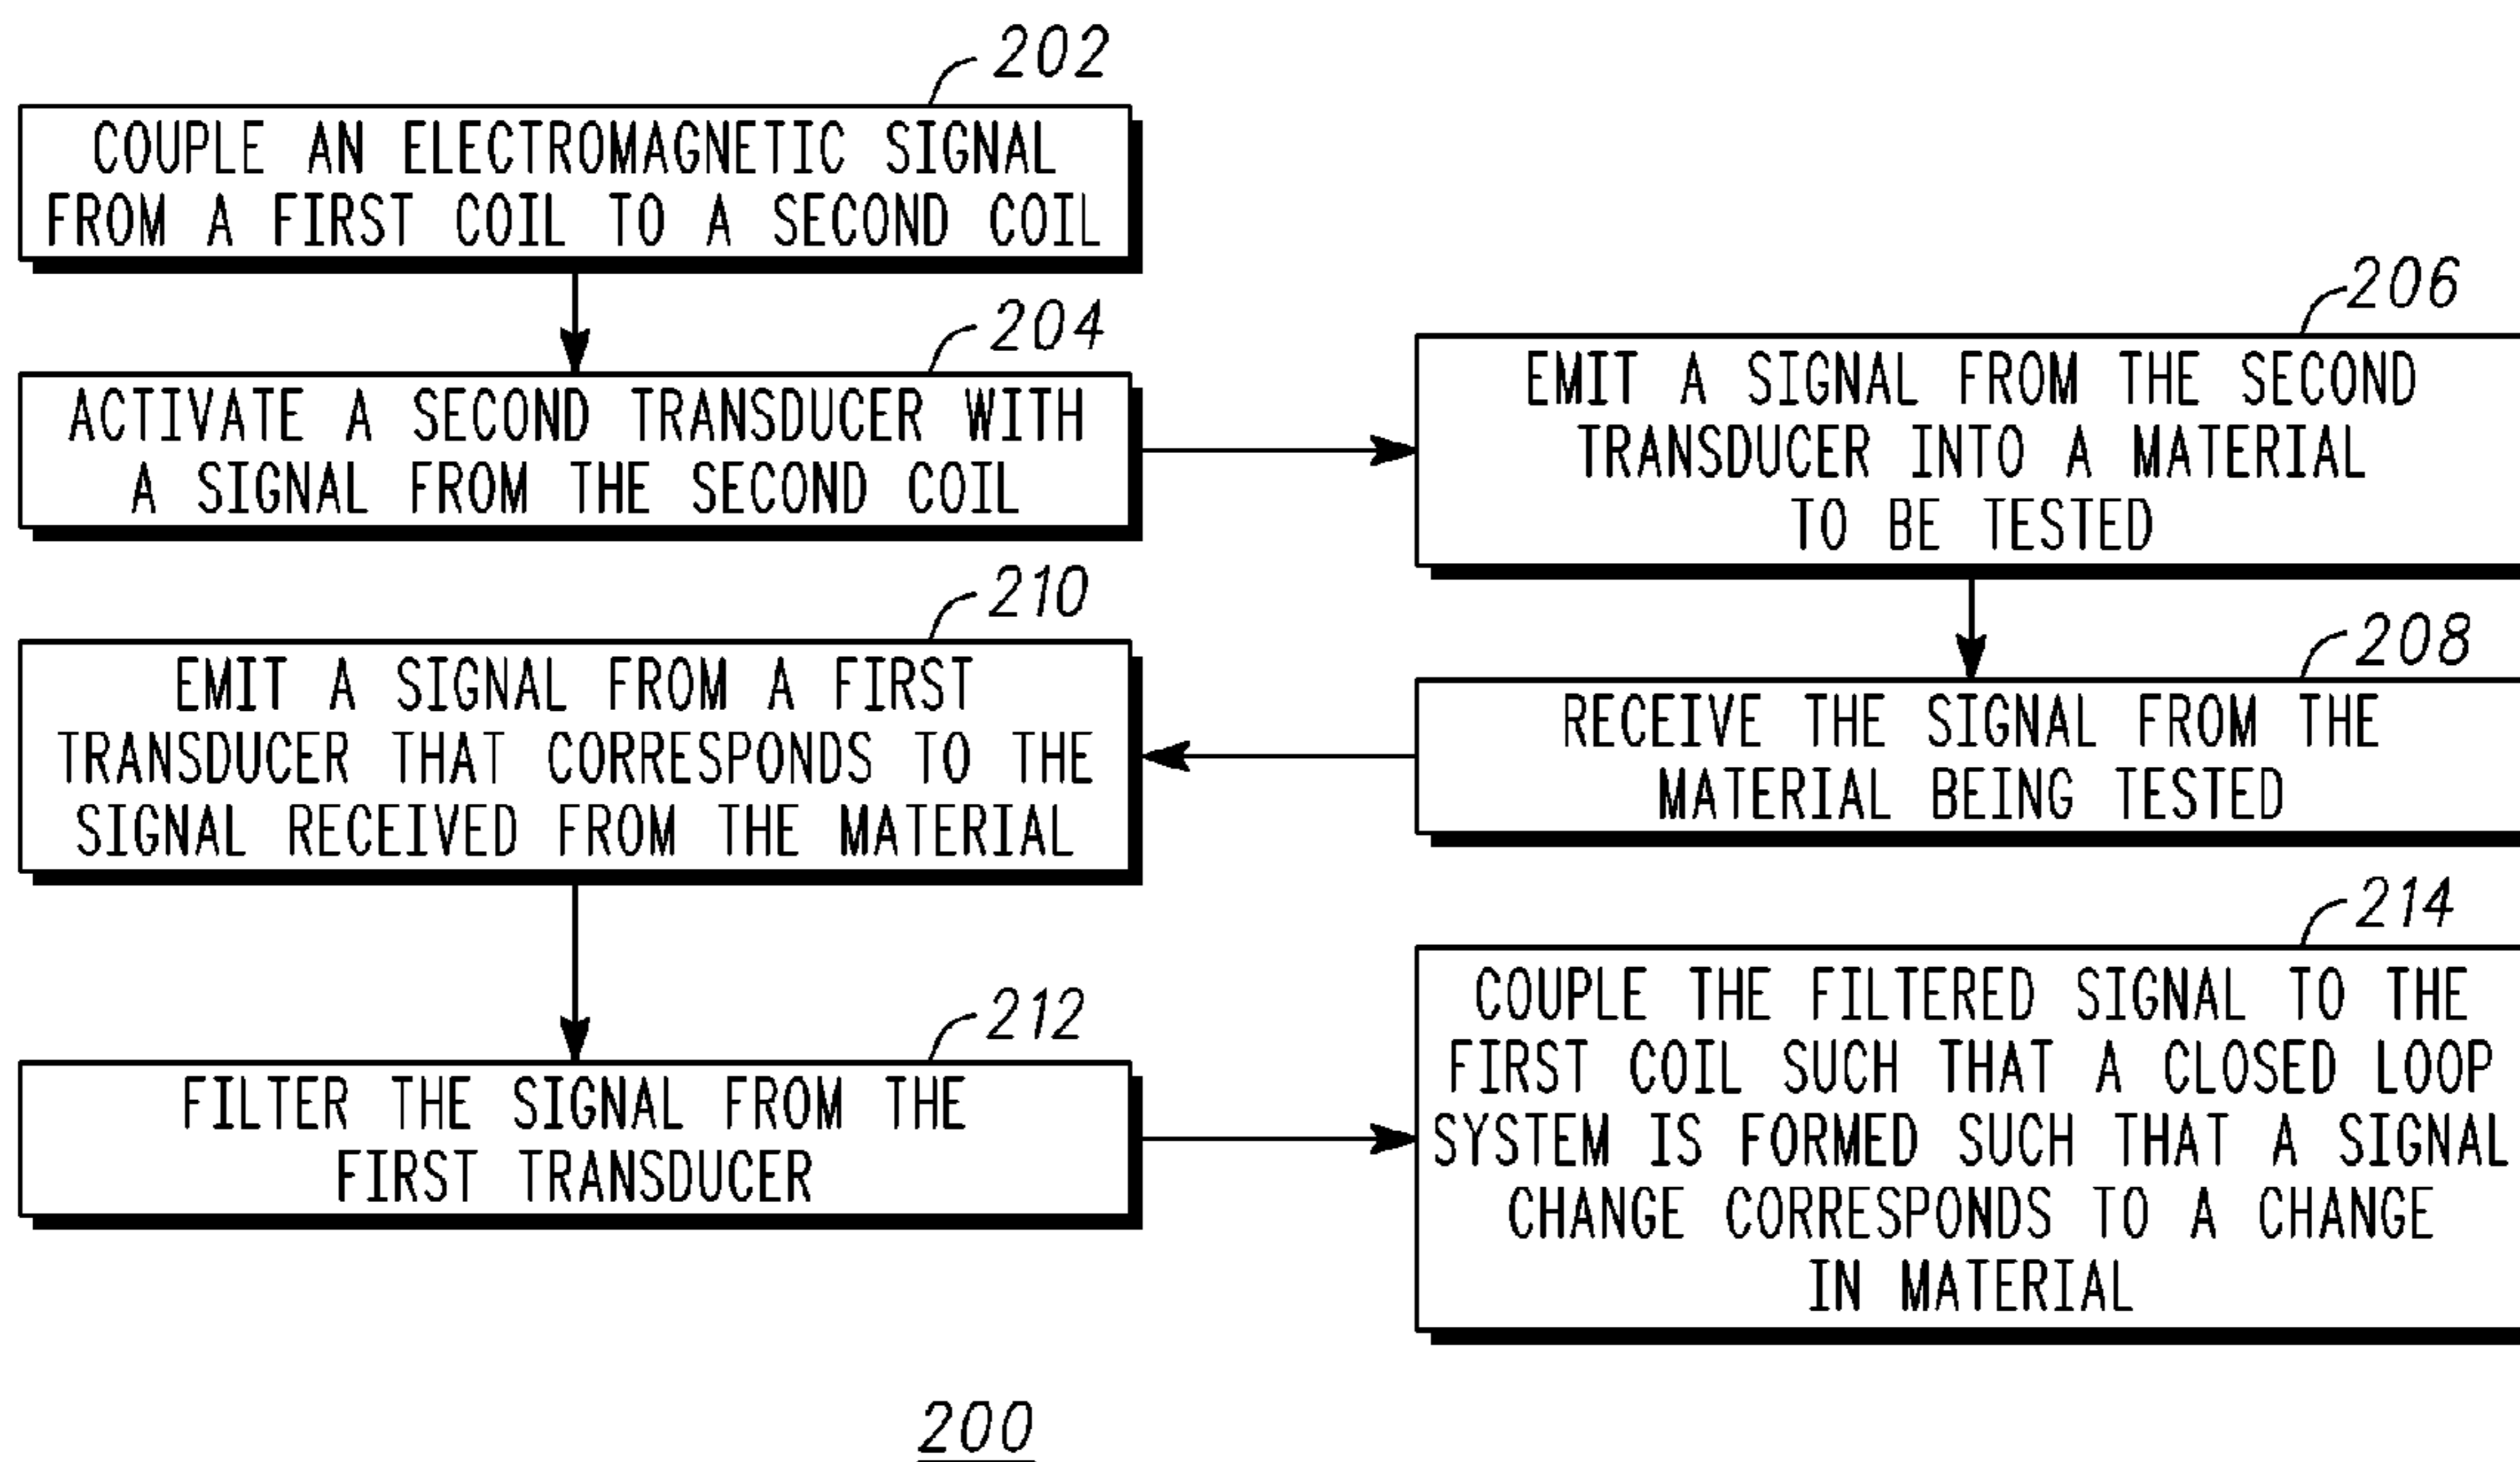 202
COUPLE AN ELECTROMAGNETIC SIGNAL
FROM A FIRST COIL TO A SECOND COIL
204
ACTIVATE A SECOND TRANSDUCER WITH
A SIGNAL FROM THE SECOND COIL
206
EMIT A SIGNAL FROM THE SECOND
TRANSDUCER INTO A MATERIAL
TO BE TESTED
208
RECEIVE THE SIGNAL FROM THE
MATERIAL BEING TESTED
210
EMIT A SIGNAL FROM A FIRST
TRANSDUCER THAT CORRESPONDS TO THE
SIGNAL RECEIVED FROM THE MATERIAL
212
FILTER THE SIGNAL FROM THE
FIRST TRANSDUCER
214
COUPLE THE FILTERED SIGNAL TO THE
FIRST COIL SUCH THAT A CLOSED LOOP
SYSTEM IS FORMED SUCH THAT A SIGNAL
CHANGE CORRESPONDS TO A CHANGE
IN MATERIAL
200